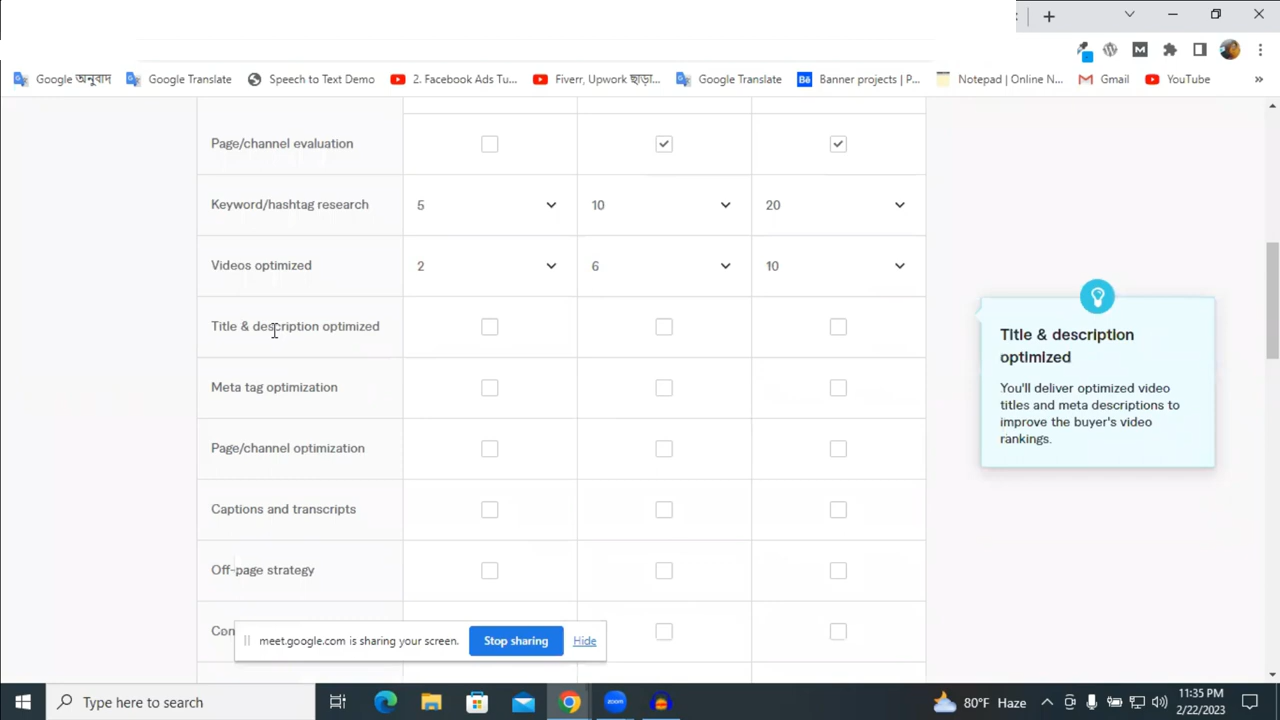 Google অনুবাদ
Google Translate
Speech to Text Demo
2. Facebook Ads Tu...
Fiverr, Upwork ছাড়া...
Google Translate
Bē
Banner projects | P...
Notepad | Online N...
Gmail
YouTube
»
Page/channel evaluation
Keyword/hashtag research
5
10
20
Videos optimized
2
6
10
Title & description optimized
Meta tag optimization
Page/channel optimization
Captions and transcripts
Off-page strategy
Con
Title & description
optimized
You'll deliver optimized video
titles and meta descriptions to
improve the buyer's video
rankings.
meet.google.com is sharing your screen.
Stop sharing
Hide
Type here to search
zoom
80°F Haze
11:35 PM
2/22/2023